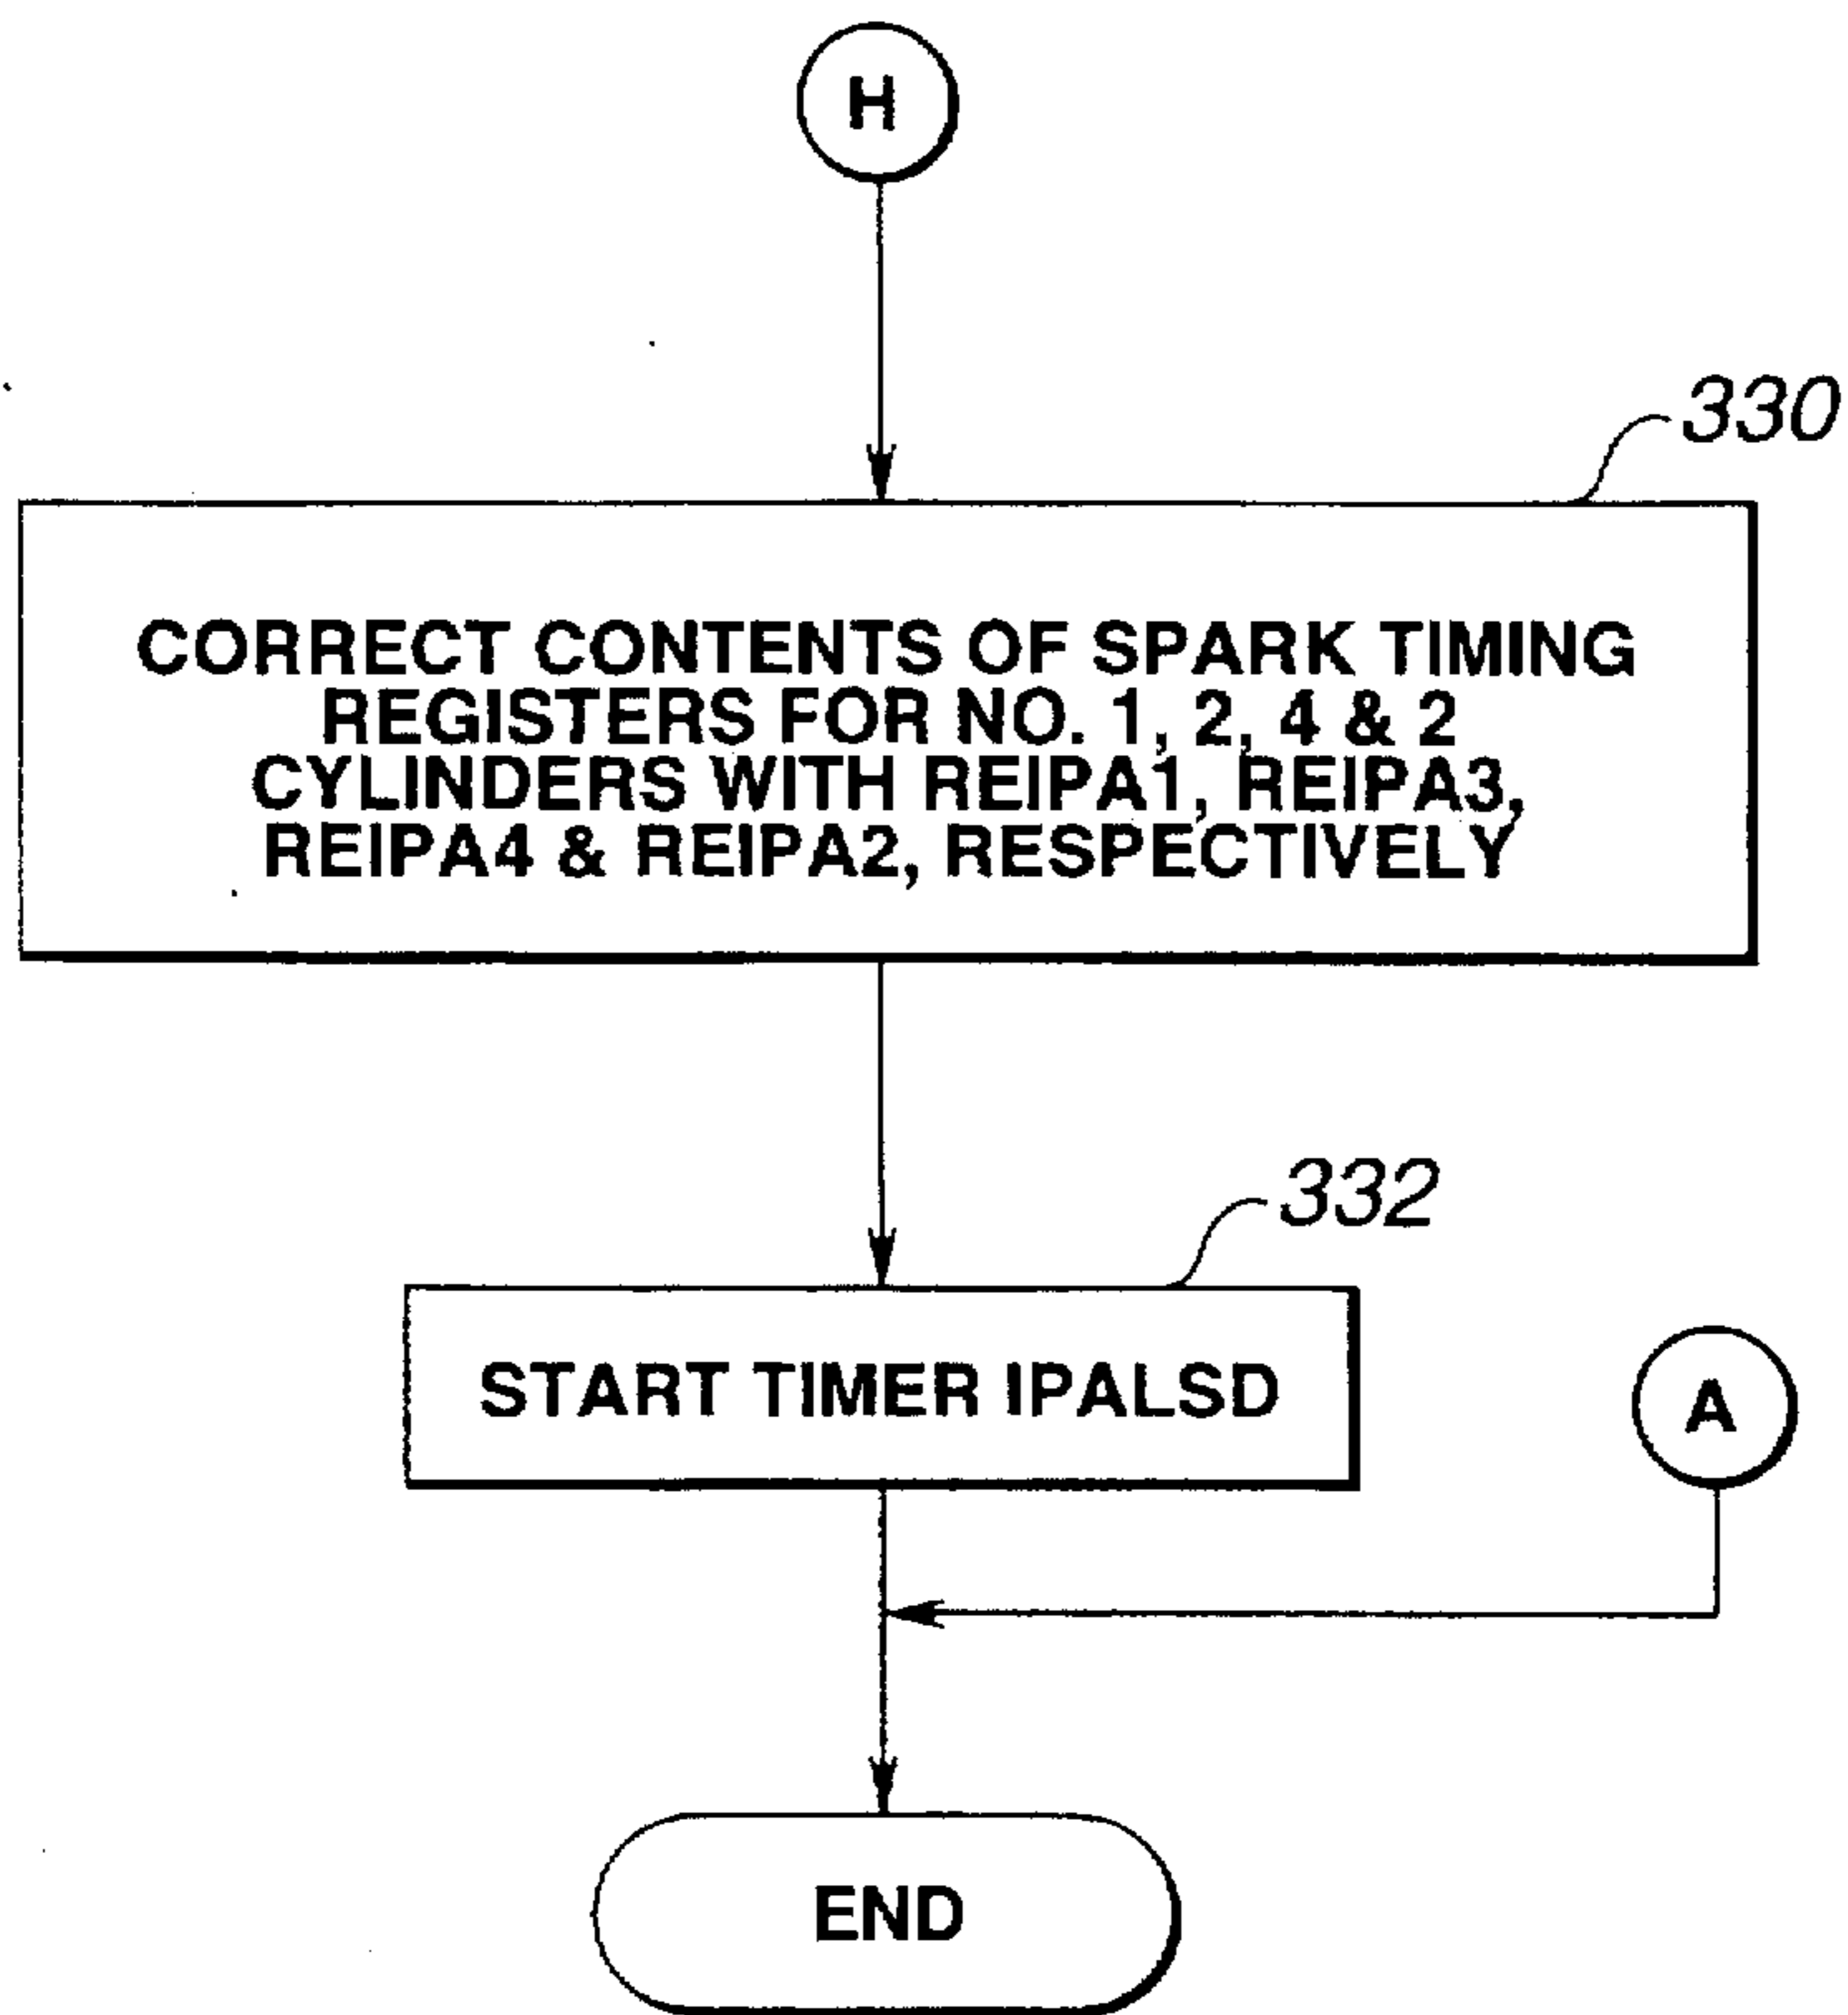 H
330
CORRECT CONTENTS OF SPARK TIMING
REGISTERS FOR NO. 1, 2, 4 & 2
CYLINDERS WITH REIPA1, REIPA3,
REIPA4 & REIPA2, RESPECTIVELY
332
START TIMER IPALSD
A
END